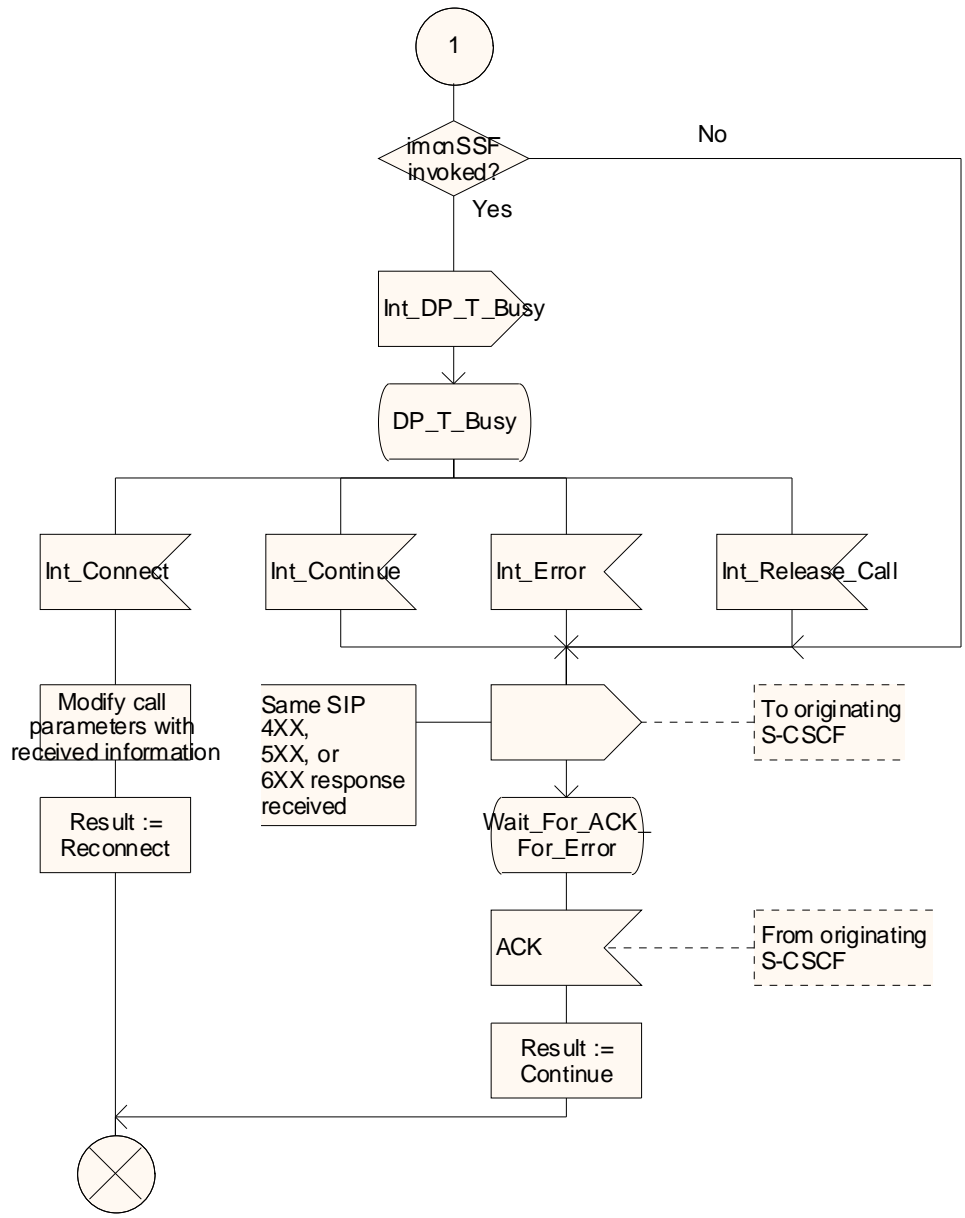 1
imcnSSF
invoked?
No
Yes
Int_DP_T_Busy
DP_T_Busy
Int_Connect
Int_Continue
Int_Error
Int_Release_Call
Modify call
parameters with
received information
Same SIP
4XX,
5XX, or
6XX response
received
To originating
S-CSCF
Result :=
Reconnect
Wait_For_ACK_
For_Error
ACK
From originating
S-CSCF
Result :=
Continue